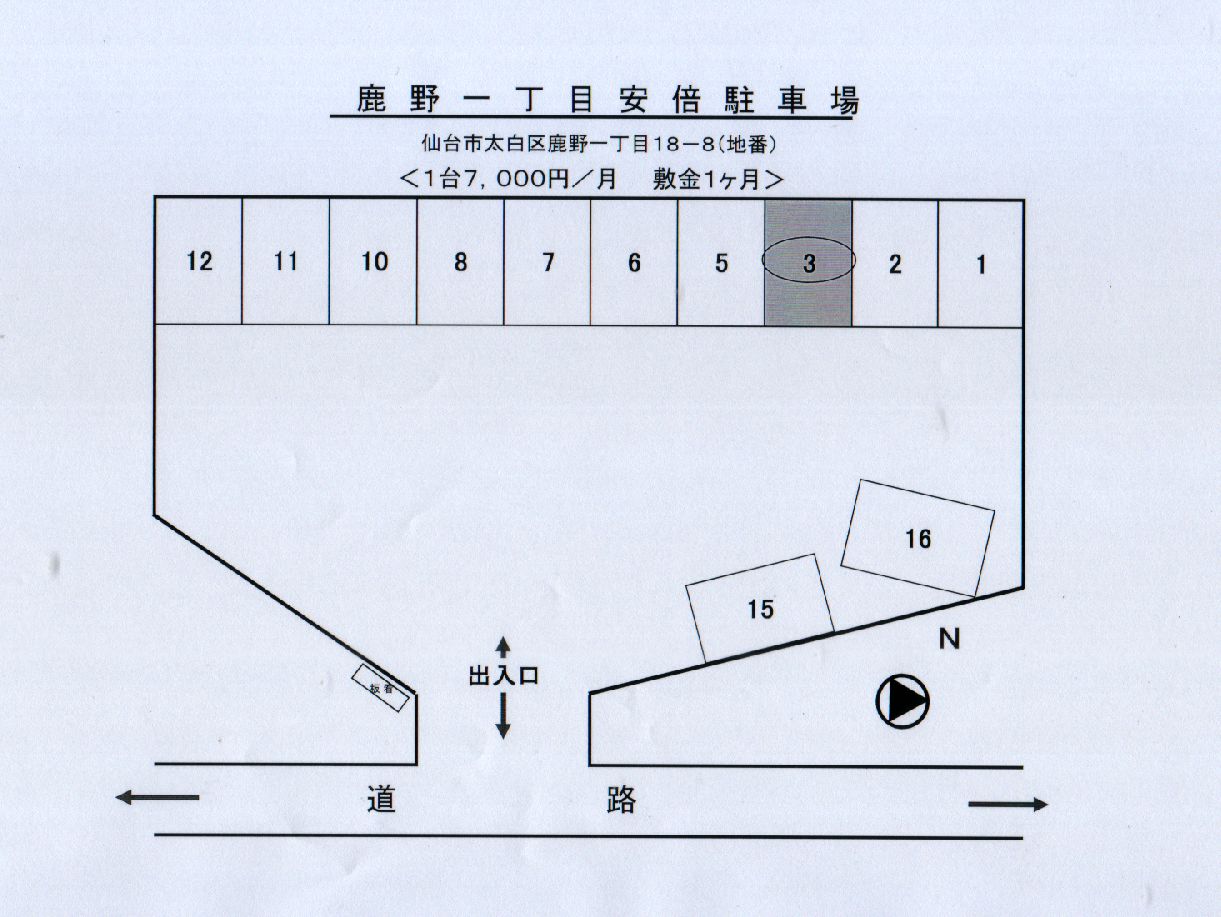 鹿野一丁目安倍駐車場
仙台市太白区鹿野一丁目18－8（地番）
＜1台7，000円／月　敷金1ヶ月＞
12 11 10 8 7 6 5 3 2 1
16
15
N
出入口
看板
道路